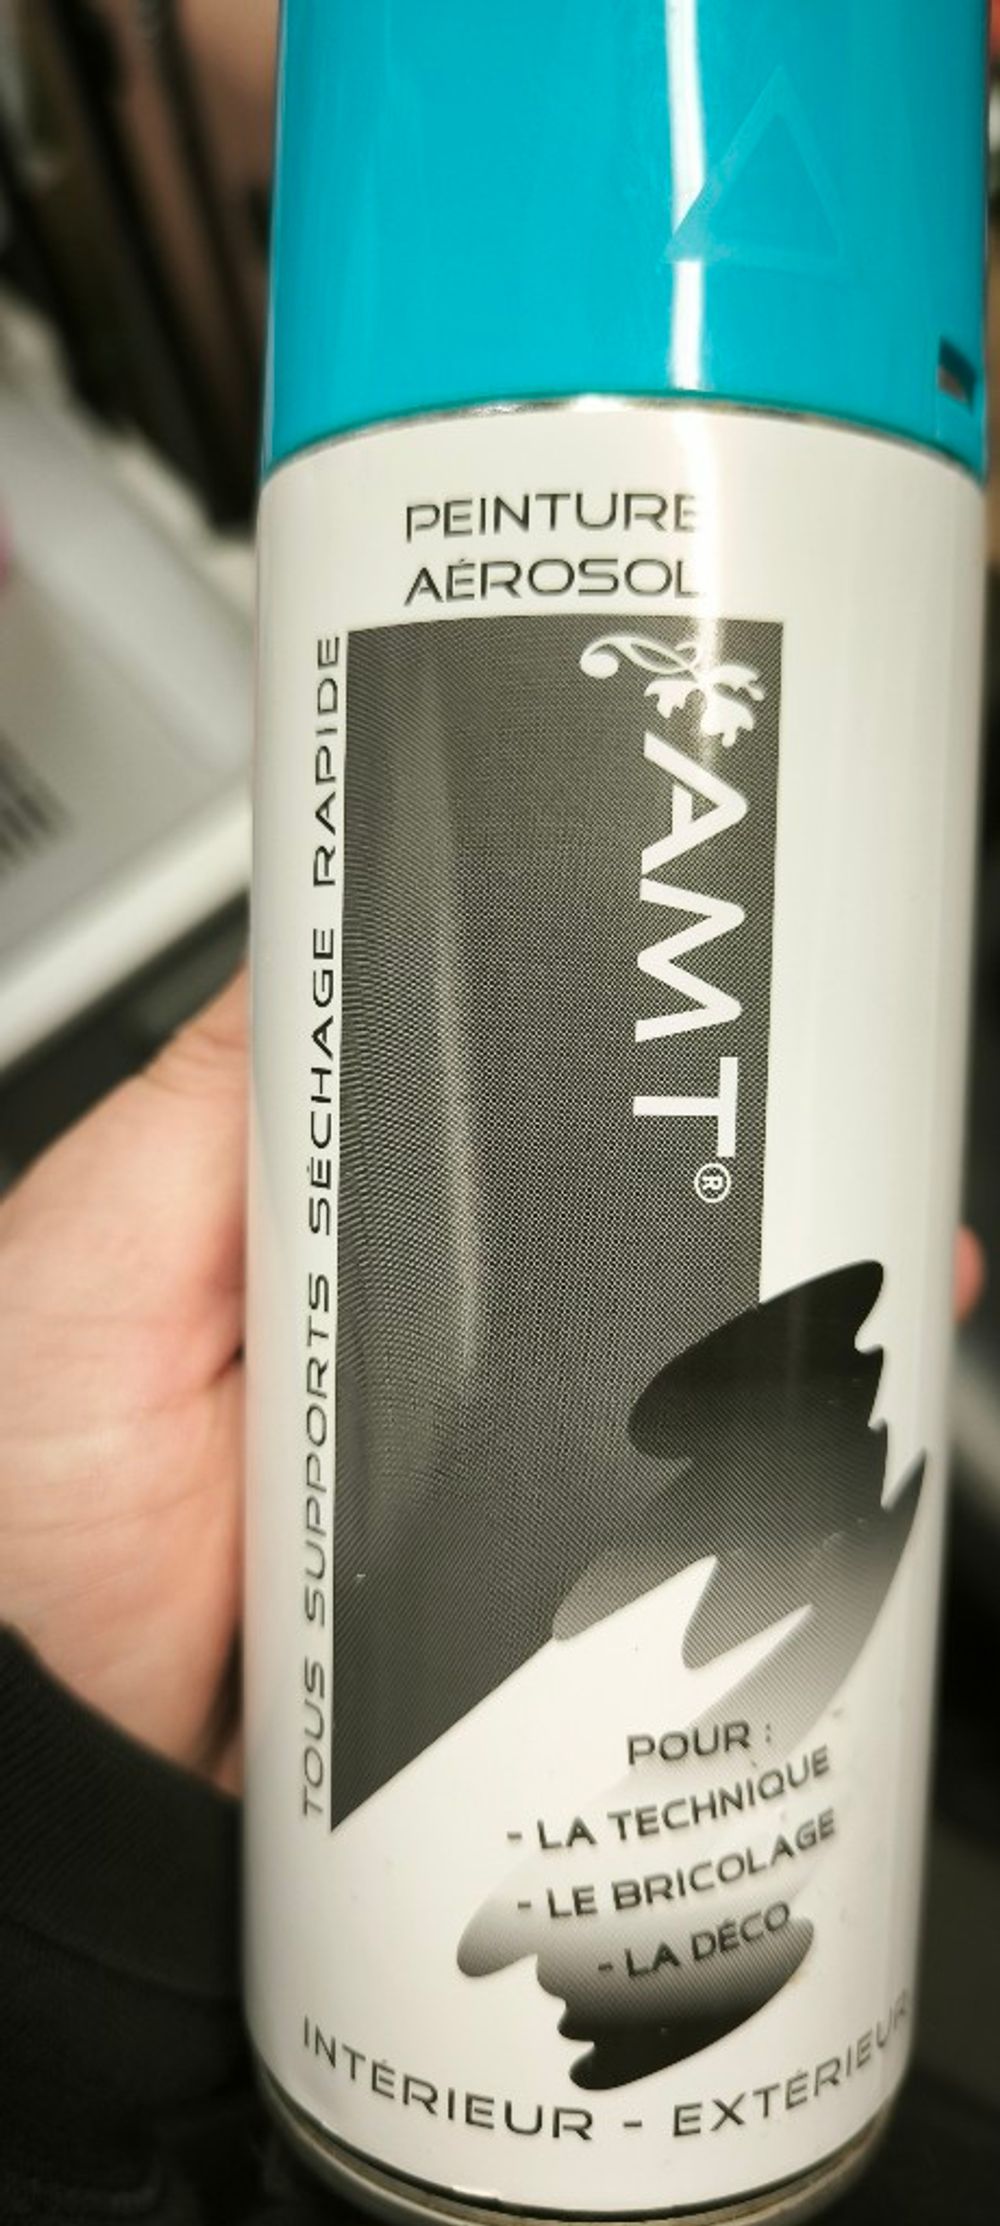 PEINTURE
AÉROSOL
TOUS SUPPORTS SÉCHAGE RAPIDE
AMT®
POUR :
- LA TECHNIQUE
- LE BRICOLAGE
- LA DÉCO
INTÉRIEUR - EXTÉRIEUR